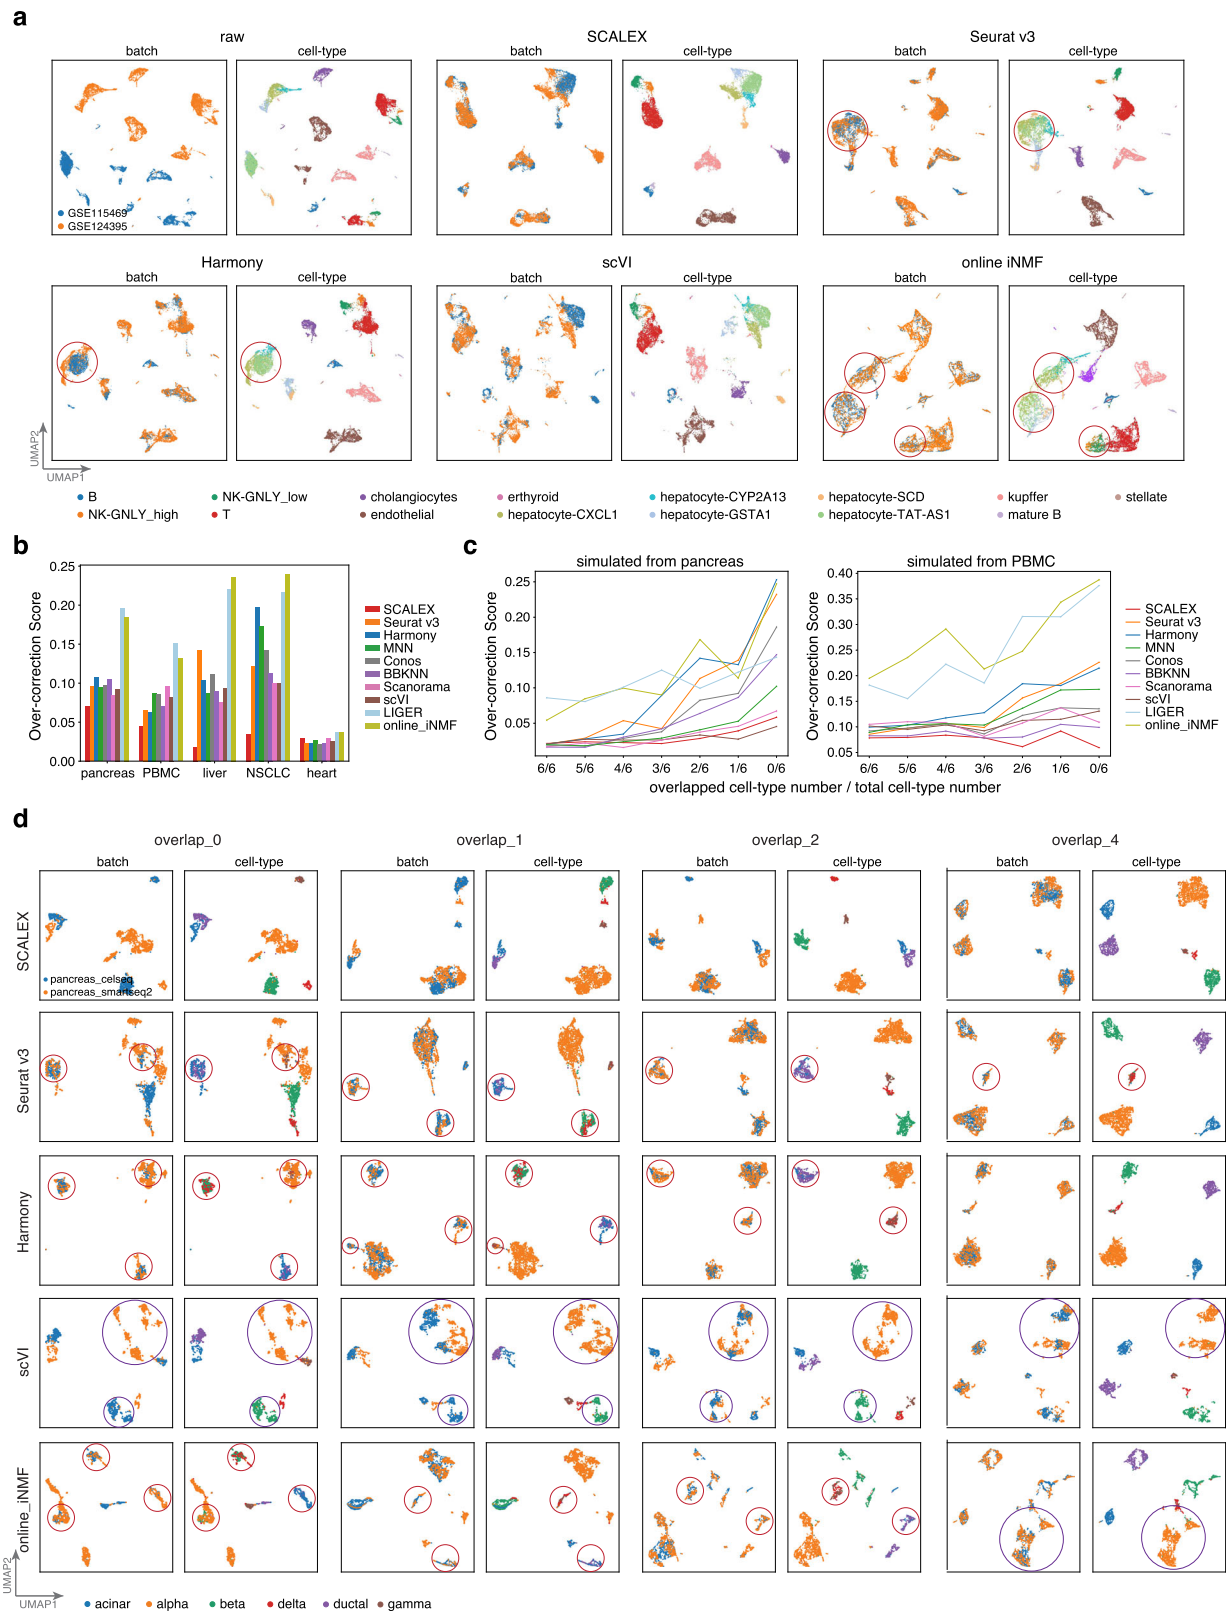 a
raw
SCALEX
Seurat v3
batch
cell-type
batch
cell-type
batch
cell-type
GSE115469
GSE124395
Harmony
scVI
online iNMF
batch
cell-type
batch
cell-type
batch
cell-type
UMAP2
UMAP1
B
NK-GNLY_low
cholangiocytes
erthyroid
hepatocyte-CYP2A13
hepatocyte-SCD
kupffer
stellate
NK-GNLY_high
T
endothelial
hepatocyte-CXCL1
hepatocyte-GSTA1
hepatocyte-TAT-AS1
mature B
b
Over-correction Score
0.25
0.20
0.15
0.10
0.05
0.00
pancreas
PBMC
liver
NSCLC
heart
SCALEX
Seurat v3
Harmony
MNN
Conos
BBKNN
Scanorama
scVI
LIGER
online_iNMF
c
simulated from pancreas
Over-correction Score
0.25
0.20
0.15
0.10
0.05
6/6
5/6
4/6
3/6
2/6
1/6
0/6
simulated from PBMC
Over-correction Score
0.40
0.35
0.30
0.25
0.20
0.15
0.10
0.05
6/6
5/6
4/6
3/6
2/6
1/6
0/6
overlapped cell-type number / total cell-type number
SCALEX
Seurat v3
Harmony
MNN
Conos
BBKNN
Scanorama
scVI
LIGER
online_iNMF
d
overlap_0
overlap_1
overlap_2
overlap_4
batch
cell-type
batch
cell-type
batch
cell-type
batch
cell-type
SCALEX
pancreas_celseq
pancreas_smartseq2
Seurat v3
Harmony
scVI
online_iNMF
UMAP2
UMAP1
acinar
alpha
beta
delta
ductal
gamma